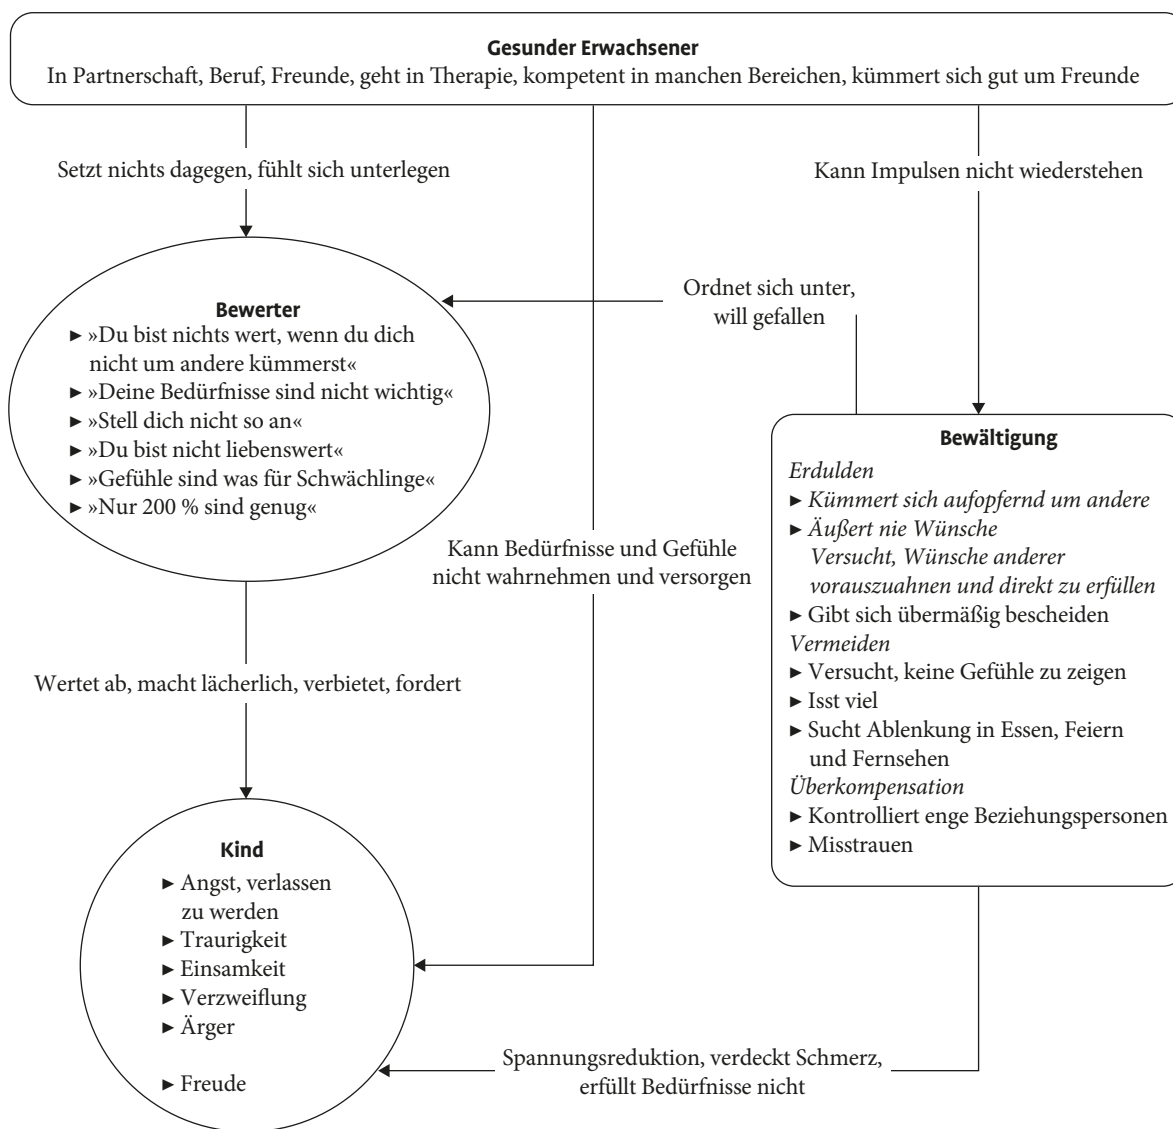 Gesunder Erwachsener
In Partnerschaft, Beruf, Freunde, geht in Therapie, kompetent in manchen Bereichen, kümmert sich gut um Freunde
Setzt nichts dagegen, fühlt sich unterlegen
Kann Impulsen nicht wiederstehen
Bewerter
► »Du bist nichts wert, wenn du dich
nicht um andere kümmerst«
► »Deine Bedürfnisse sind nicht wichtig«
► »Stell dich nicht so an«
► »Du bist nicht liebenswert«
► »Gefühle sind was für Schwächlinge«
► »Nur 200 % sind genug«
Ordnet sich unter,
will gefallen
Kann Bedürfnisse und Gefühle
nicht wahrnehmen und versorgen
Bewältigung
Erdulden
► Kümmert sich aufopfernd um andere
► Äußert nie Wünsche
Versucht, Wünsche anderer
vorauszuahnen und direkt zu erfüllen
► Gibt sich übermäßig bescheiden
Vermeiden
► Versucht, keine Gefühle zu zeigen
► Isst viel
► Sucht Ablenkung in Essen, Feiern
und Fernsehen
Überkompensation
► Kontrolliert enge Beziehungspersonen
► Misstrauen
Wertet ab, macht lächerlich, verbietet, fordert
Kind
► Angst, verlassen
zu werden
► Traurigkeit
► Einsamkeit
► Verzweiflung
► Ärger
► Freude
Spannungsreduktion, verdeckt Schmerz,
erfüllt Bedürfnisse nicht